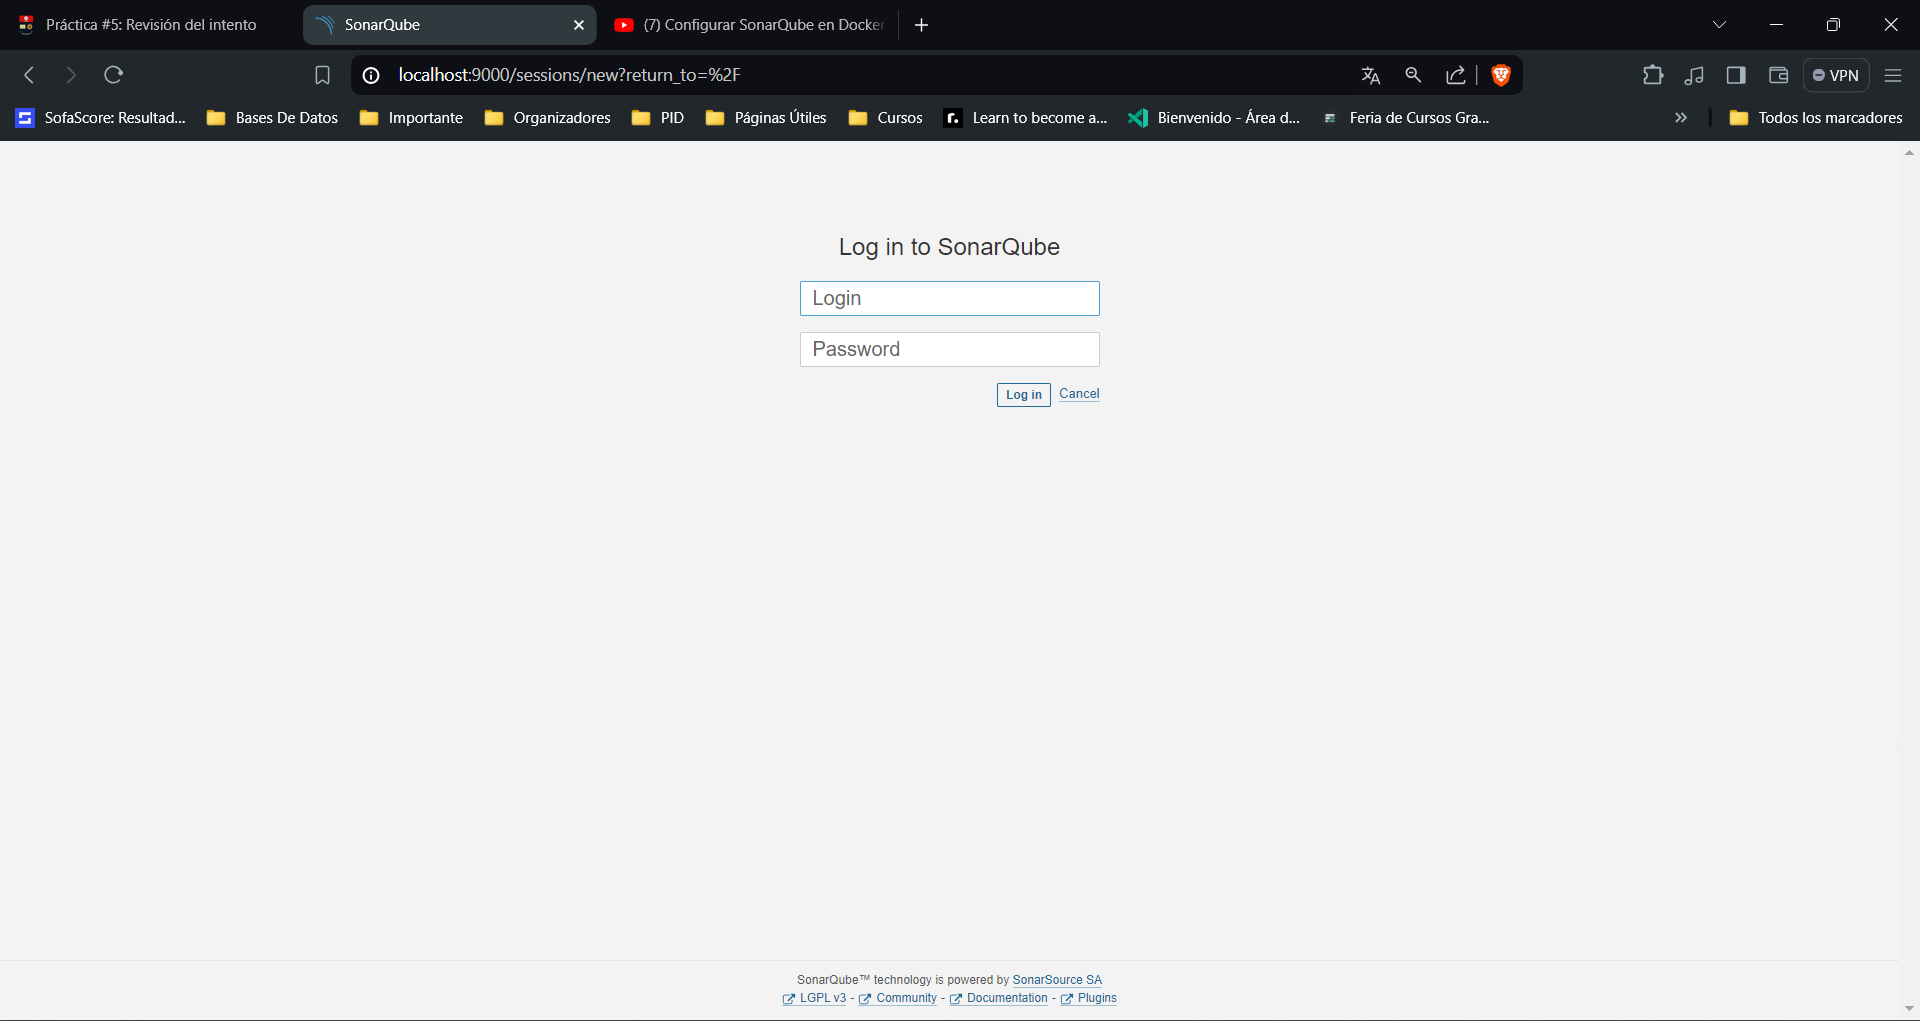 Práctica #5: Revisión del intento
SonarQube
(7) Configurar SonarQube en Docker
localhost:9000/sessions/new?return_to=%2F
VPN
SofaScore: Resultad...
Bases De Datos
Importante
Organizadores
PID
Páginas Útiles
Cursos
Learn to become a...
Bienvenido - Área d...
Feria de Cursos Gra...
Todos los marcadores
Log in to SonarQube
Login
Password
Log in Cancel
SonarQube™ technology is powered by SonarSource SA
LGPL v3 - Community - Documentation - Plugins